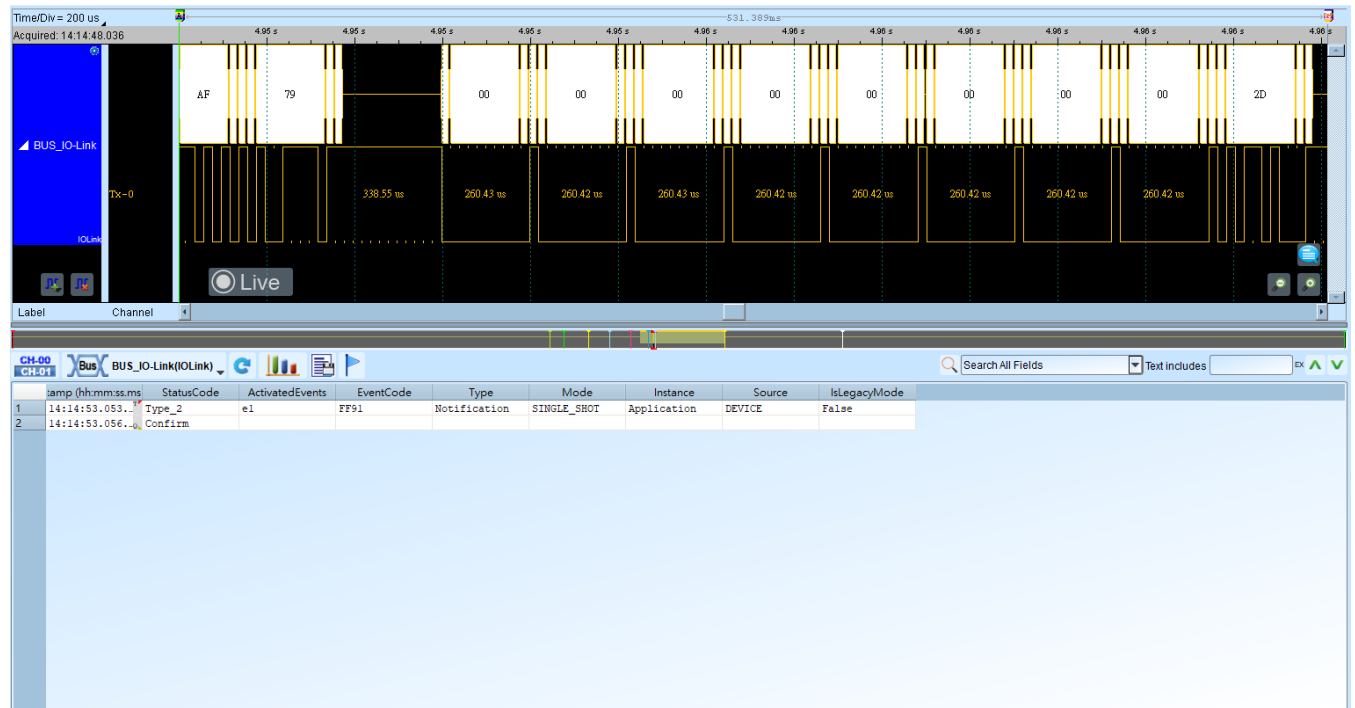 Time/Div = 200 us
531.389ms
Acquired: 14:14:48.036
4.95 s 4.95 s 4.95 s 4.95 s 4.95 s 4.96 s 4.96 s 4.96 s 4.96 s 4.96 s 4.96 s 4.96 s 4.96 s
AF 79 00 00 00 00 00 00 00 00 2D
BUS_IO-Link
Tx-0
338.55 us 260.43 us 260.42 us 260.43 us 260.42 us 260.42 us 260.42 us 260.42 us 260.42 us
IOLink
Live
Label Channel
CH-00
CH-01
Bus
BUS_IO-Link(IOLink)
Search All Fields
Text includes
EX
tamp (hh:mm:ss.ms StatusCode ActivatedEvents EventCode Type Mode Instance Source IsLegacyMode
1 14:14:53.053... Type_2 e1 FF91 Notification SINGLE_SHOT Application DEVICE False
2 14:14:53.056... Confirm